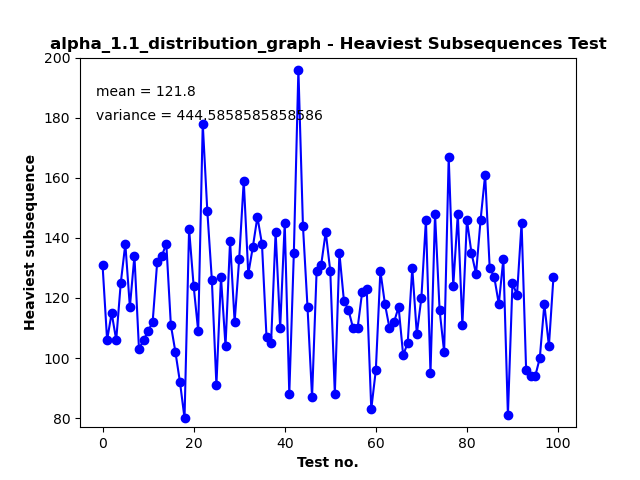 alpha_1.1_distribution_graph - Heaviest Subsequences Test
200
mean = 121.8
variance = 444.5858585858586
180
160
140
120
100
80
Heaviest subsequence
0 20 40 60 80 100
Test no.